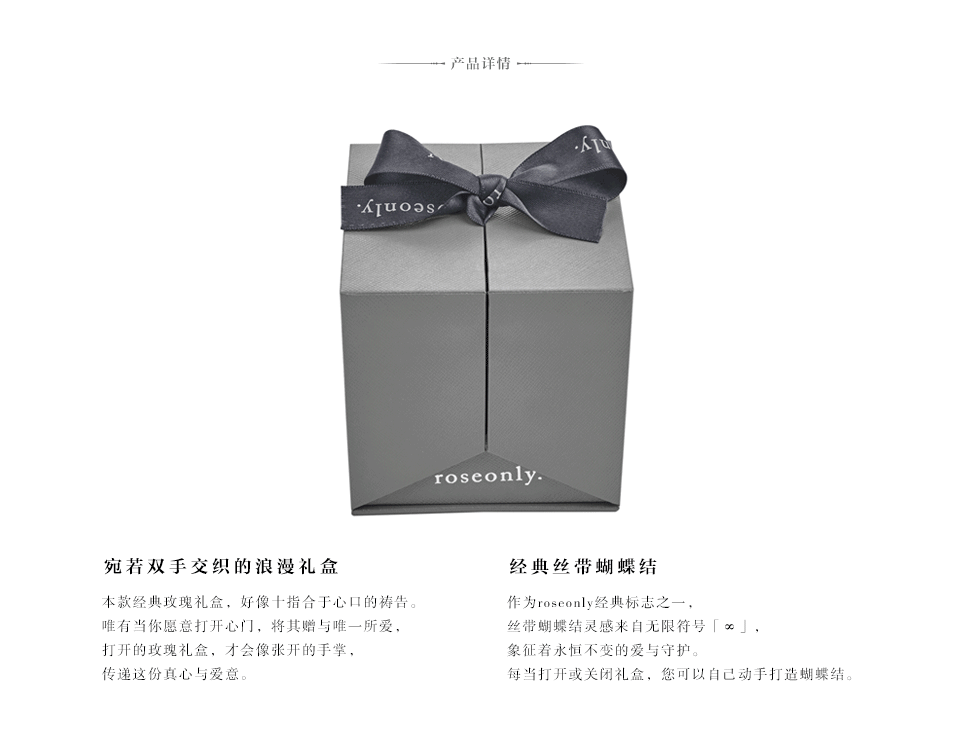 产品详情
roseonly.
roseonly.
宛若双手交织的浪漫礼盒
本款经典玫瑰礼盒，好像十指合于心口的祷告。
唯有当你愿意打开心门，将其赠与唯一所爱，
打开的玫瑰礼盒，才会像张开的手掌，
传递这份真心与爱意。
经典丝带蝴蝶结
作为roseonly经典标志之一，
丝带蝴蝶结灵感来自无限符号「∞」，
象征着永恒不变的爱与守护。
每当打开或关闭礼盒，您可以自己动手打造蝴蝶结。